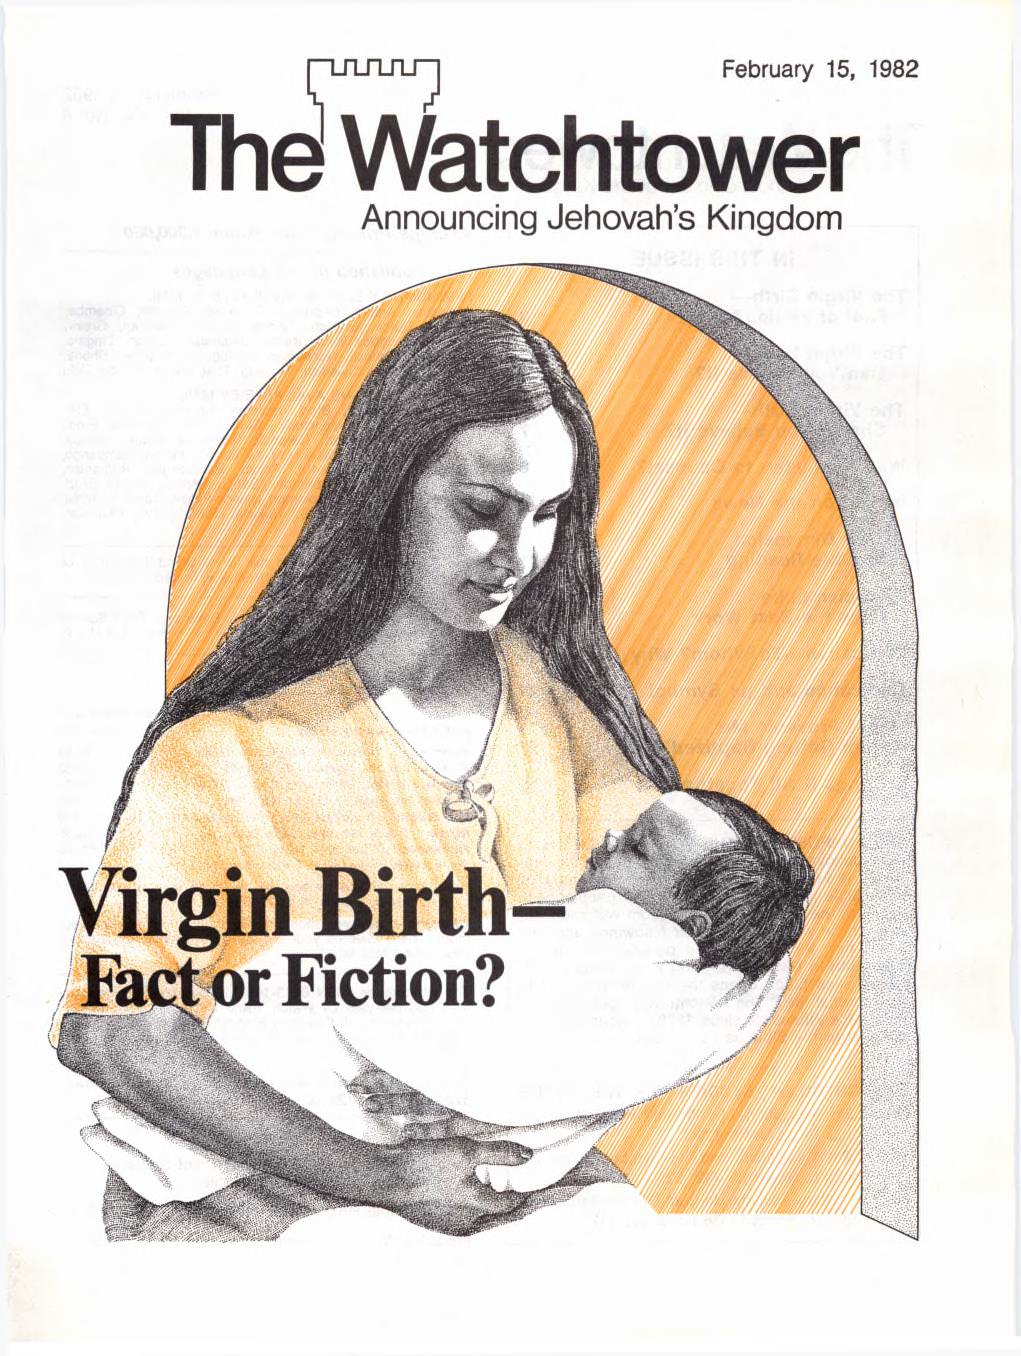 February 15, 1982
The Watchtower
Announcing Jehovah's Kingdom
Virgin Birth—
Fact or Fiction?